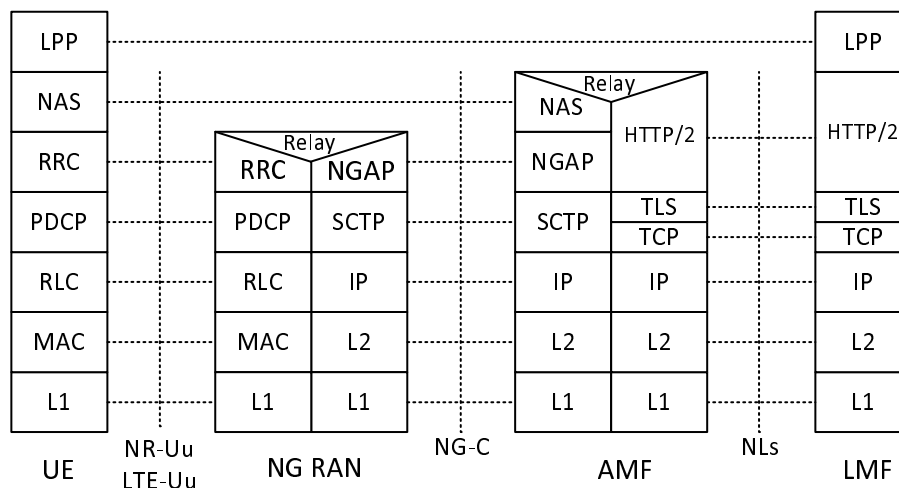 LPP
LPP
Relay
NAS
NAS
HTTP/2
HTTP/2
Relay
RRC
RRC
NGAP
NGAP
TLS
TLS
PDCP
PDCP
SCTP
SCTP
TCP
TCP
RLC
RLC
IP
IP
IP
IP
MAC
MAC
L2
L2
L2
L2
L1
L1
L1
L1
L1
L1
NR-Uu
LTE-Uu
NG-C
NLs
UE
NG RAN
AMF
LMF